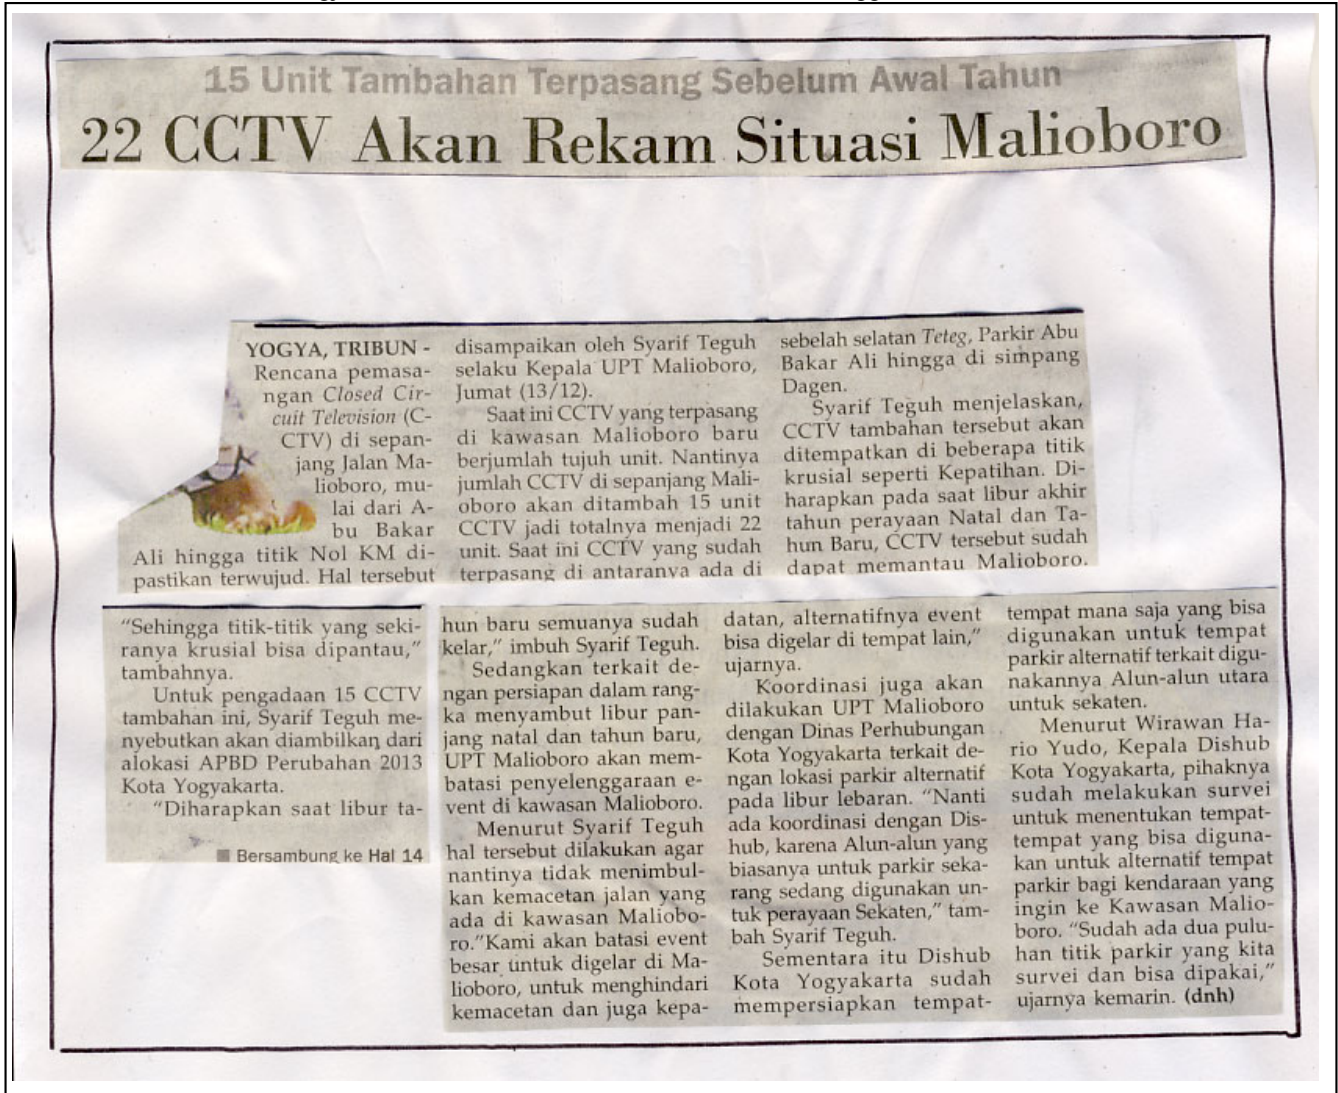 15 Unit Tambahan Terpasang Sebelum Awal Tahun
22 CCTV Akan Rekam Situasi Malioboro
YOGYA, TRIBUN -
Rencana pemasa-
ngan Closed Cir-
cuit Television (C-
CTV) di sepan-
jang Jalan Ma-
lioboro, mu-
lai dari A-
bu Bakar
Ali hingga titik Nol KM di-
pastikan terwujud. Hal tersebut
disampaikan oleh Syarif Teguh
selaku Kepala UPT Malioboro,
Jumat (13/12).
Saat ini CCTV yang terpasang
di kawasan Malioboro baru
berjumlah tujuh unit. Nantinya
jumlah CCTV di sepanjang Mali-
oboro akan ditambah 15 unit
CCTV jadi totalnya menjadi 22
unit. Saat ini CCTV yang sudah
terpasang di antaranya ada di
sebelah selatan Teteg, Parkir Abu
Bakar Ali hingga di simpang
Dagen.
Syarif Teguh menjelaskan,
CCTV tambahan tersebut akan
ditempatkan di beberapa titik
krusial seperti Kepatihan. Di-
harapkan pada saat libur akhir
tahun perayaan Natal dan Ta-
hun Baru, CCTV tersebut sudah
dapat memantau Malioboro.
"Sehingga titik-titik yang seki-
ranya krusial bisa dipantau,"
tambahnya.
Untuk pengadaan 15 CCTV
tambahan ini, Syarif Teguh me-
nyebutkan akan diambilkan dari
alokasi APBD Perubahan 2013
Kota Yogyakarta.
"Diharapkan saat libur ta-
■ Bersambung ke Hal 14
hun baru semuanya sudah
kelar," imbuh Syarif Teguh.
Sedangkan terkait de-
ngan persiapan dalam rang-
ka menyambut libur pan-
jang natal dan tahun baru,
UPT Malioboro akan mem-
batasi penyelenggaraan e-
vent di kawasan Malioboro.
Menurut Syarif Teguh
hal tersebut dilakukan agar
nantinya tidak menimbul-
kan kemacetan jalan yang
ada di kawasan Maliobo-
ro."Kami akan batasi event
besar untuk digelar di Ma-
lioboro, untuk menghindari
kemacetan dan juga kepa-
datan, alternatifnya event
bisa digelar di tempat lain,"
ujarnya.
Koordinasi juga akan
dilakukan UPT Malioboro
dengan Dinas Perhubungan
Kota Yogyakarta terkait de-
ngan lokasi parkir alternatif
pada libur lebaran. "Nanti
ada koordinasi dengan Dis-
hub, karena Alun-alun yang
biasanya untuk parkir seka-
rang sedang digunakan un-
tuk perayaan Sekaten," tam-
bah Syarif Teguh.
Sementara itu Dishub
Kota Yogyakarta sudah
mempersiapkan tempat-
tempat mana saja yang bisa
digunakan untuk tempat
parkir alternatif terkait digu-
nakannya Alun-alun utara
untuk sekaten.
Menurut Wirawan Ha-
rio Yudo, Kepala Dishub
Kota Yogyakarta, pihaknya
sudah melakukan survei
untuk menentukan tempat-
tempat yang bisa diguna-
kan untuk alternatif tempat
parkir bagi kendaraan yang
ingin ke Kawasan Malio-
boro. "Sudah ada dua pulu-
han titik parkir yang kita
survei dan bisa dipakai,"
ujarnya kemarin. (dnh)